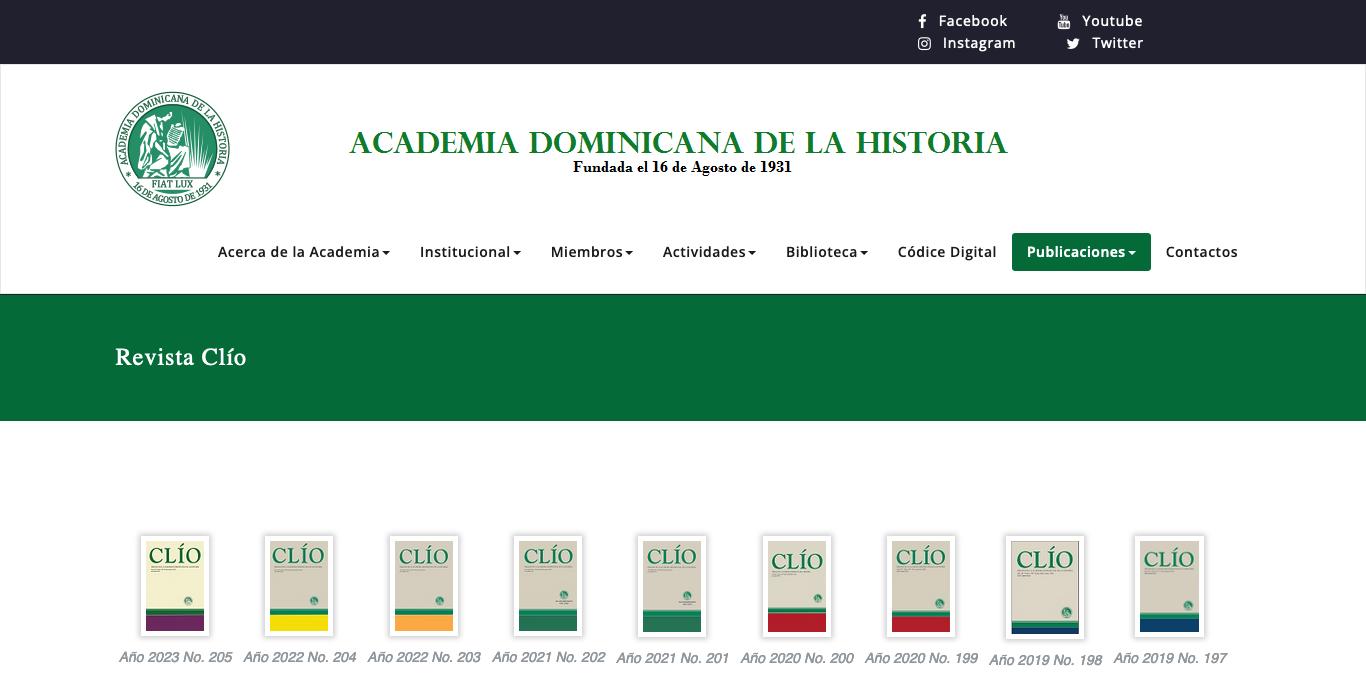 Facebook
Youtube
Instagram
Twitter
ACADEMIA DOMINICANA DE LA HISTORIA
FIAT LUX
16 DE AGOSTO DE 1931
ACADEMIA DOMINICANA DE LA HISTORIA
Fundada el 16 de Agosto de 1931
Acerca de la Academia
Institucional
Miembros
Actividades
Biblioteca
Códice Digital
Publicaciones
Contactos
Revista Clío
CLÍO
CLÍO
CLÍO
CLÍO
CLÍO
CLÍO
CLÍO
CLÍO
CLÍO
Año 2023 No. 205
Año 2022 No. 204
Año 2022 No. 203
Año 2021 No. 202
Año 2021 No. 201
Año 2020 No. 200
Año 2020 No. 199
Año 2019 No. 198
Año 2019 No. 197